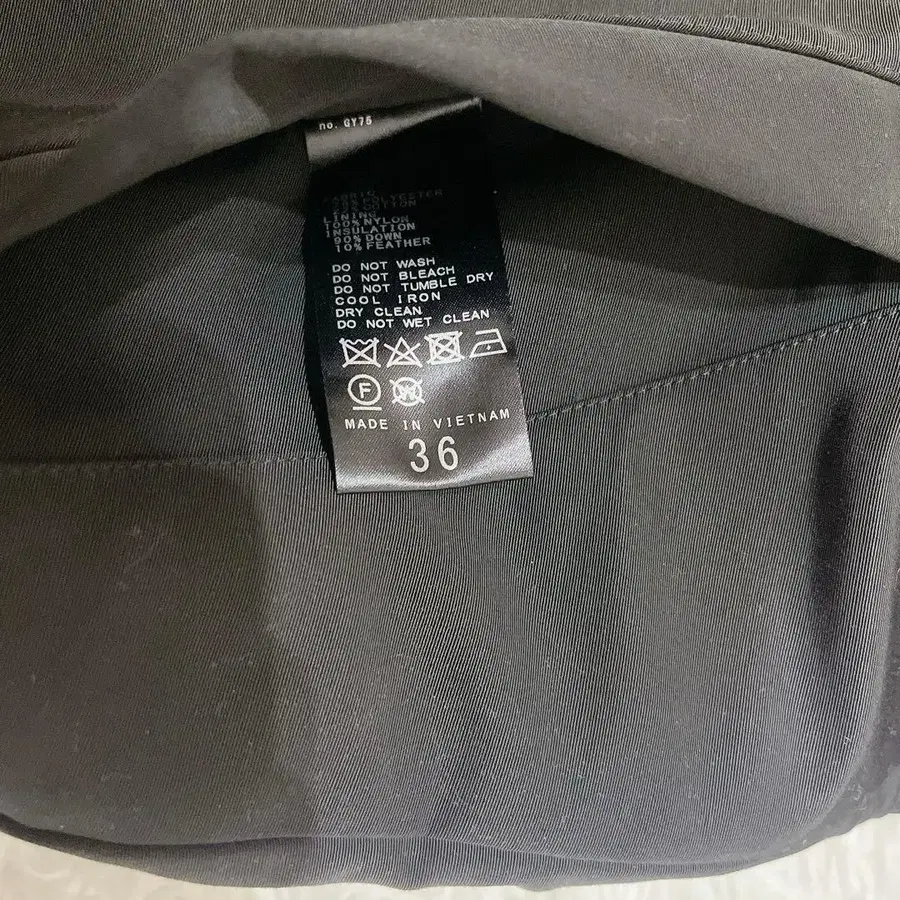 no. GY75
FABRIC
POLYESTER
COTTON
LINING
100% NYLON
INSULATION
90% DOWN
10% FEATHER
DO NOT WASH
DO NOT BLEACH
DO NOT TUMBLE DRY
COOL IRON
DRY CLEAN
DO NOT WET CLEAN
F W
MADE IN VIETNAM
36